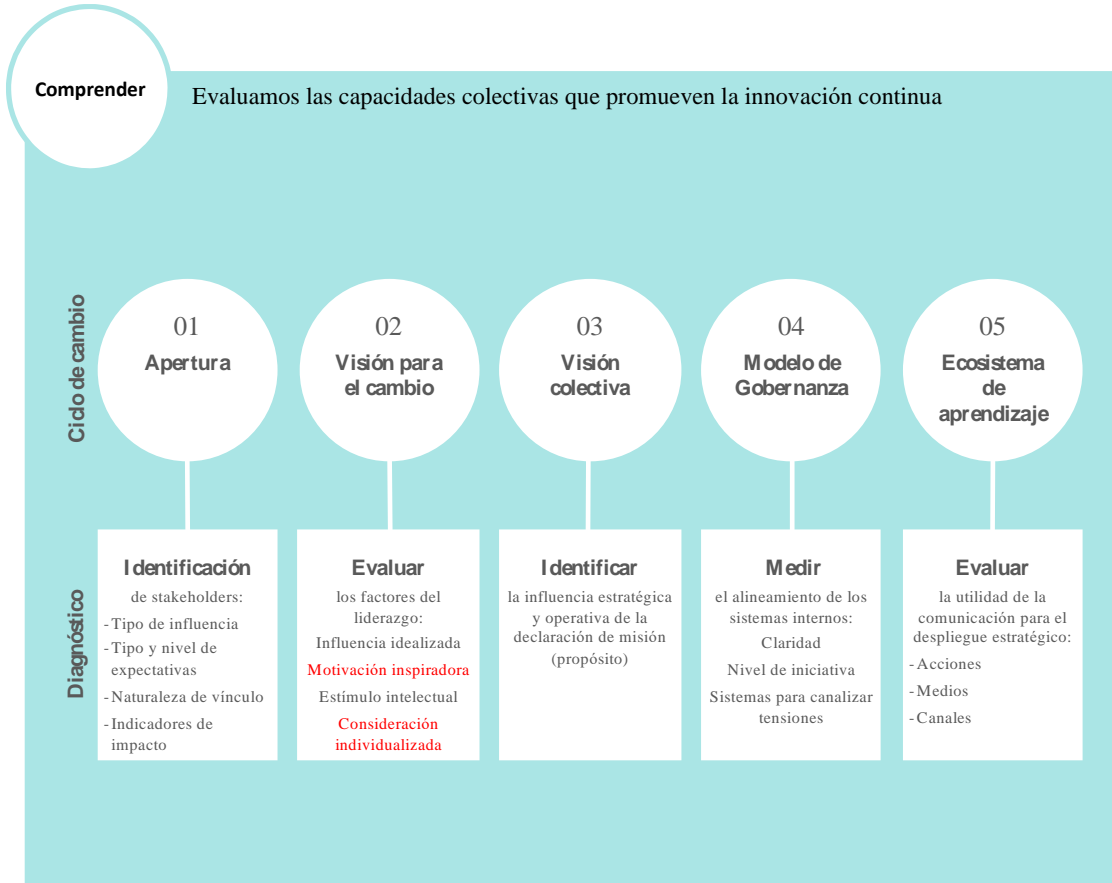 Comprender
Evaluamos las capacidades colectivas que promueven la innovación continua
Ciclo de cambio
01
Apertura
02
Visión para
el cambio
03
Visión
colectiva
04
Modelo de
Gobernanza
05
Ecosistema
de
aprendizaje
Diagnóstico
Identificación
de stakeholders:
- Tipo de influencia
- Tipo y nivel de
expectativas
- Naturaleza de vínculo
- Indicadores de
impacto
Evaluar
los factores del
liderazgo:
Influencia idealizada
Motivación inspiradora
Estímulo intelectual
Consideración
individualizada
Identificar
la influencia estratégica
y operativa de la
declaración de misión
(propósito)
Medir
el alineamiento de los
sistemas internos:
Claridad
Nivel de iniciativa
Sistemas para canalizar
tensiones
Evaluar
la utilidad de la
comunicación para el
despliegue estratégico:
- Acciones
- Medios
- Canales